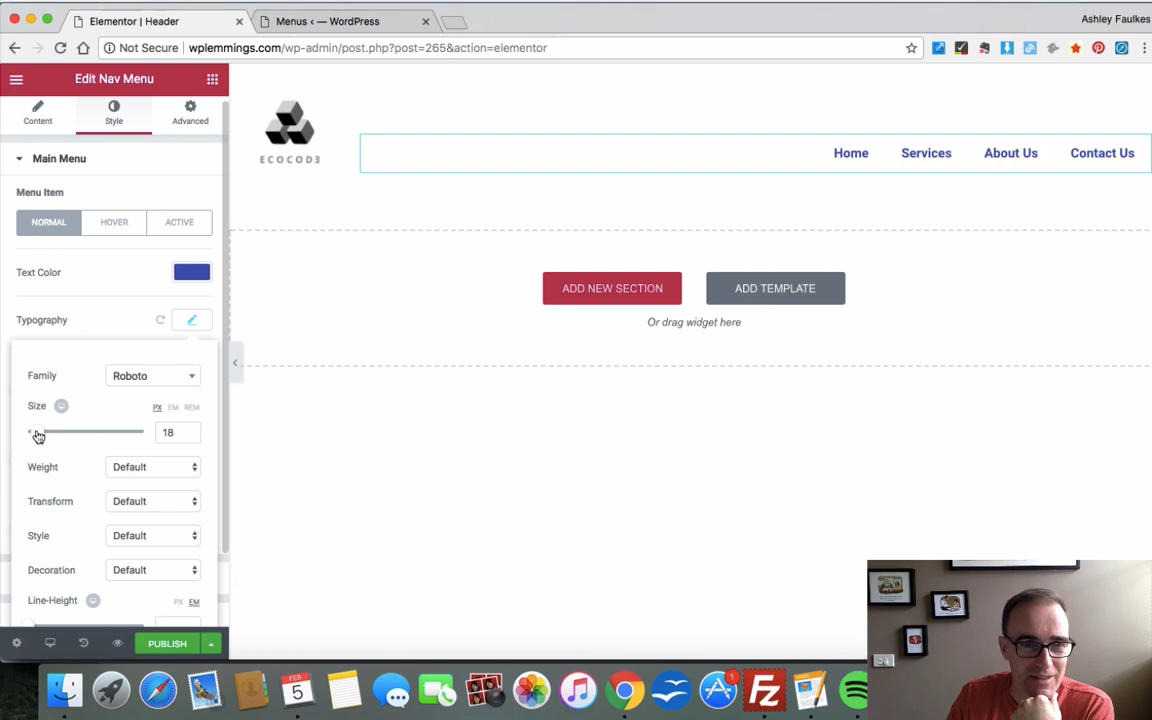 Elementor | Header
Menus ‹ — WordPress
Ashley Faulkes
Not Secure wplemmings.com/wp-admin/post.php?post=265&action=elementor
Edit Nav Menu
Content Style Advanced
Main Menu
Menu Item
NORMAL HOVER ACTIVE
Text Color
Typography
Family Roboto
Size PX EM REM
18
Weight Default
Transform Default
Style Default
Decoration Default
Line-Height PX EM
PUBLISH
ECOCODE
Home Services About Us Contact Us
ADD NEW SECTION ADD TEMPLATE
Or drag widget here
FEB
5
1
Fz